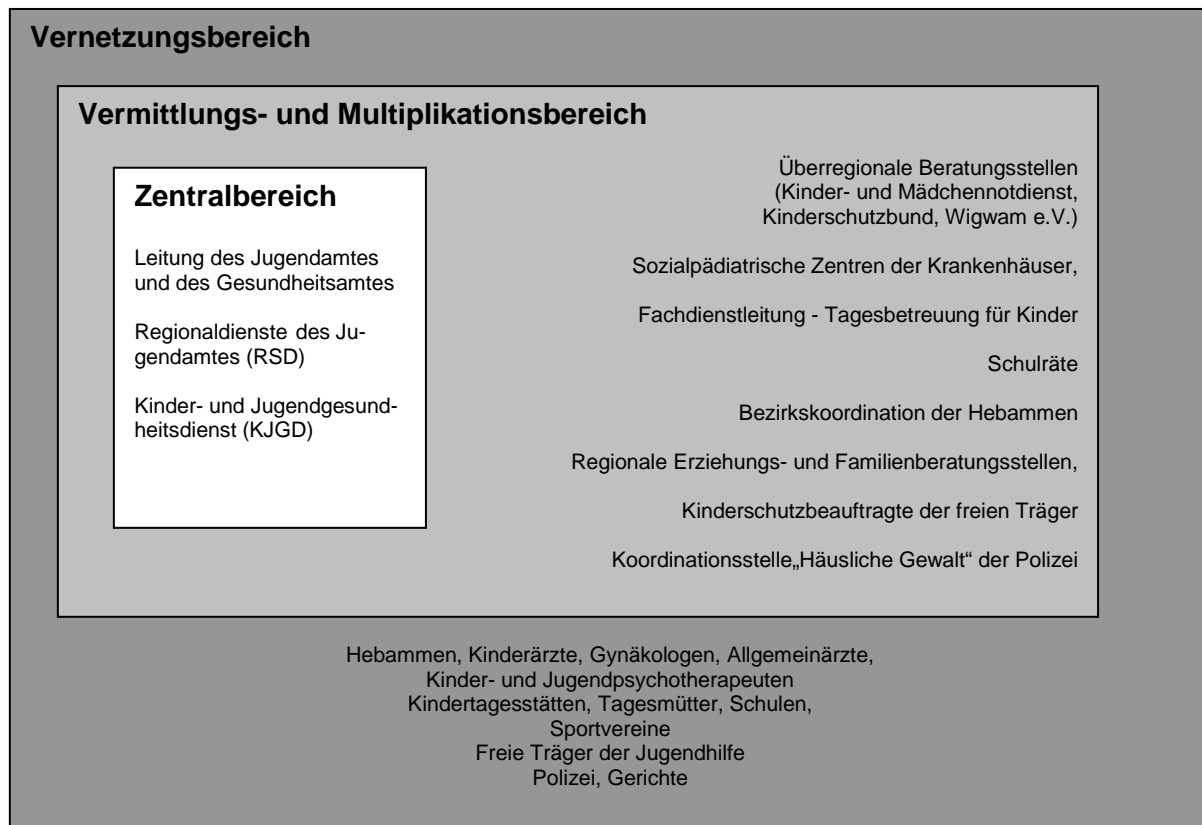 Vernetzungsbereich
Vermittlungs- und Multiplikationsbereich
Zentralbereich
Leitung des Jugendamtes
und des Gesundheitsamtes
Regionaldienste des Ju-
gendamtes (RSD)
Kinder- und Jugendgesund-
heitsdienst (KJGD)
Überregionale Beratungsstellen
(Kinder- und Mädchennotdienst,
Kinderschutzbund, Wigwam e.V.)
Sozialpädiatrische Zentren der Krankenhäuser,
Fachdienstleitung - Tagesbetreuung für Kinder
Schulräte
Bezirkskoordination der Hebammen
Regionale Erziehungs- und Familienberatungsstellen,
Kinderschutzbeauftragte der freien Träger
Koordinationsstelle„Häusliche Gewalt“ der Polizei
Hebammen, Kinderärzte, Gynäkologen, Allgemeinärzte,
Kinder- und Jugendpsychotherapeuten
Kindertagesstätten, Tagesmütter, Schulen,
Sportvereine
Freie Träger der Jugendhilfe
Polizei, Gerichte